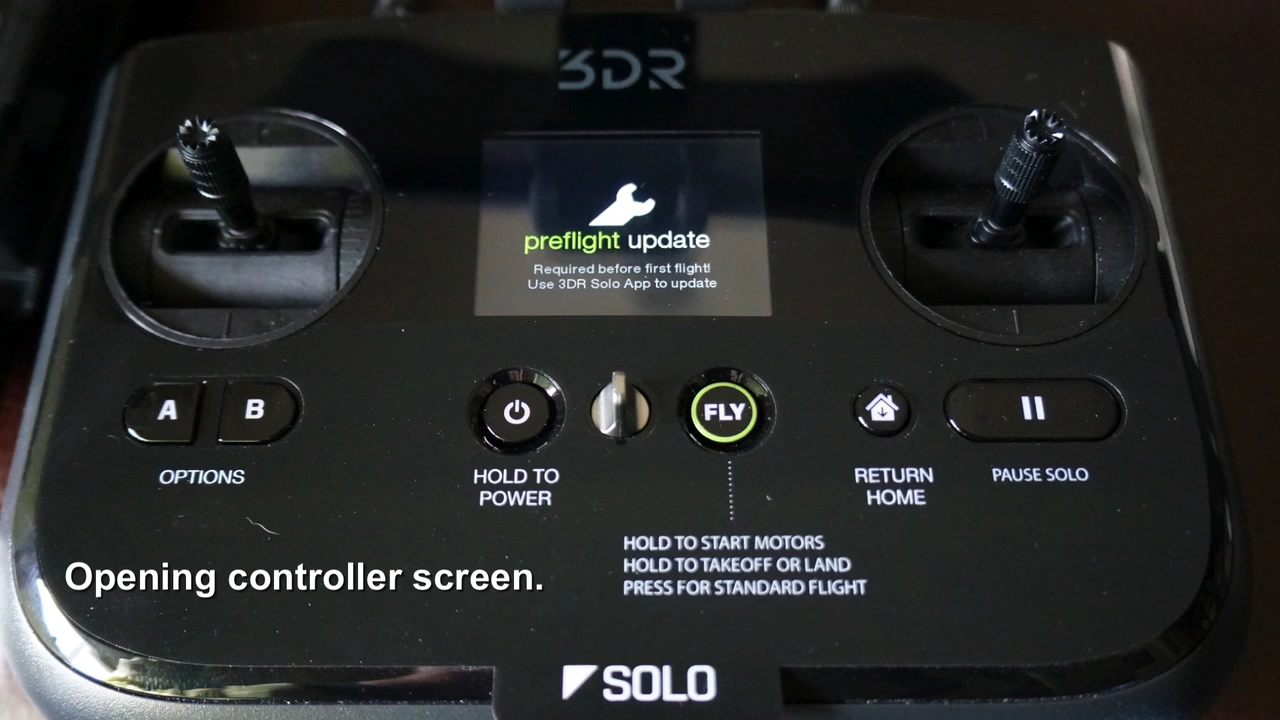 3DR
preflight update
Required before first flight!
Use 3DR Solo App to update
A
B
FLY
OPTIONS
HOLD TO
POWER
RETURN
HOME
PAUSE SOLO
HOLD TO START MOTORS
HOLD TO TAKEOFF OR LAND
PRESS FOR STANDARD FLIGHT
Opening controller screen.
SOLO